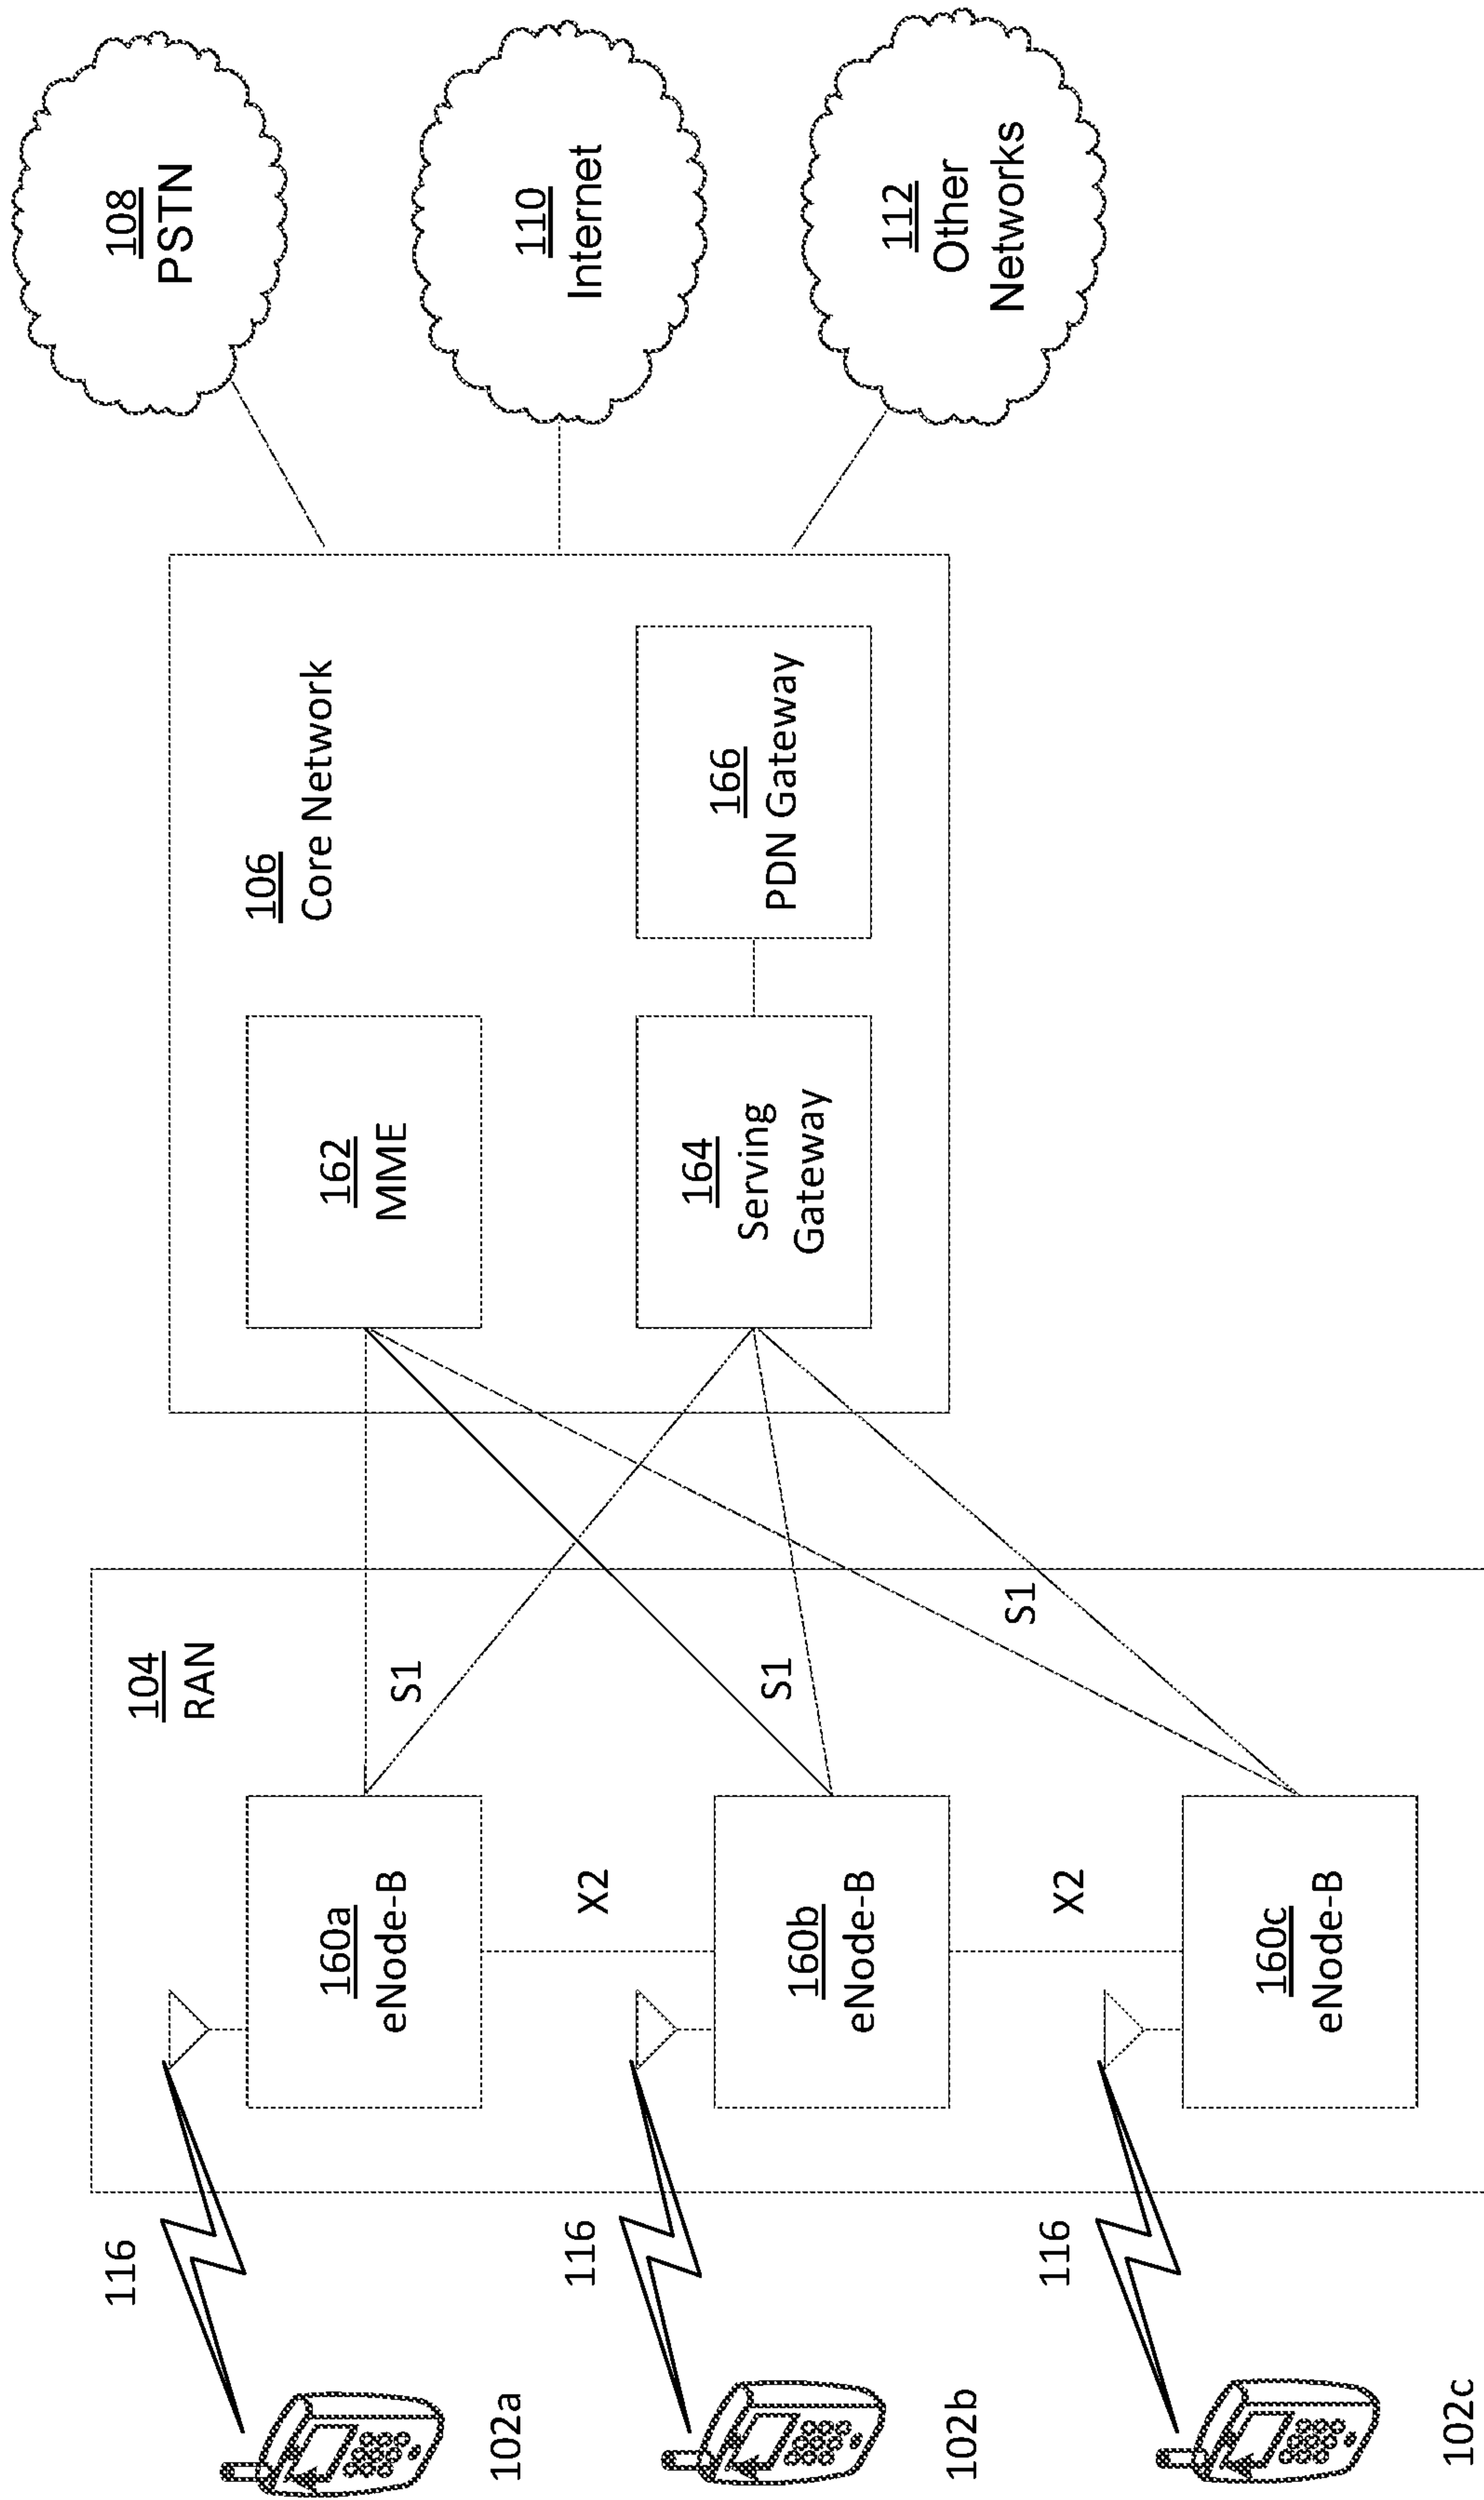 102a
116
104
RAN
160a
eNode-B
S1
X2
102b
116
160b
eNode-B
S1
X2
102c
116
160c
eNode-B
S1
106
Core Network
162
MME
164
Serving
Gateway
166
PDN Gateway
108
PSTN
110
Internet
112
Other
Networks